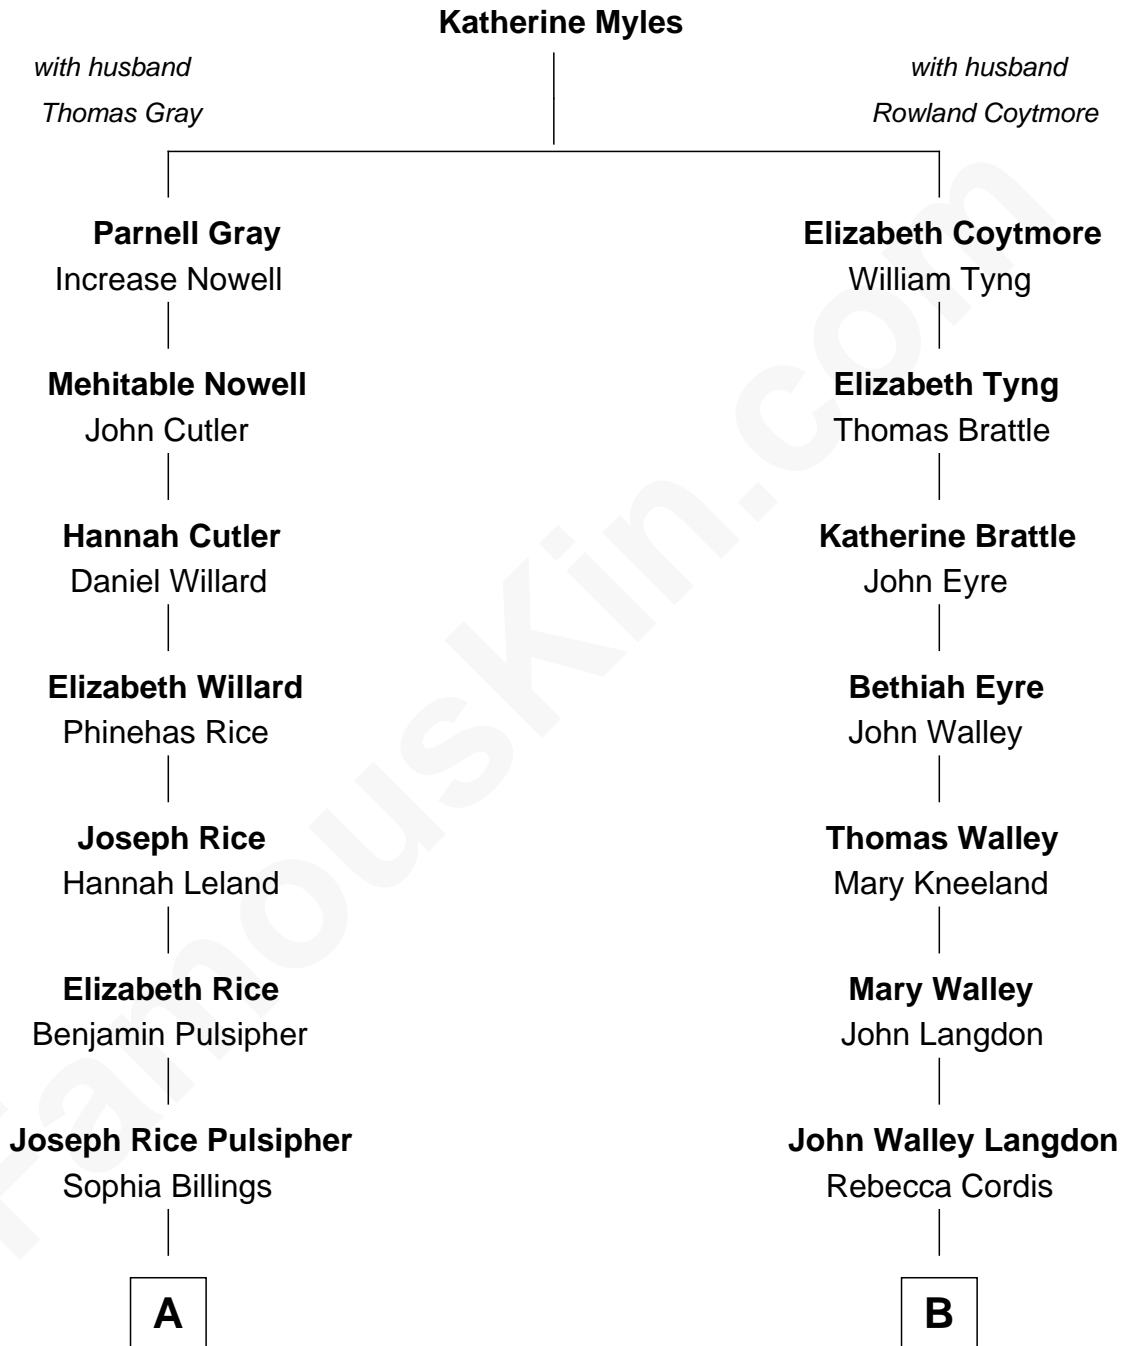 Katherine Myles
with husband
Thomas Gray
with husband
Rowland Coytmore
Parnell Gray
Increase Nowell
Elizabeth Coytmore
William Tyng
Mehitable Nowell
John Cutler
Elizabeth Tyng
Thomas Brattle
Hannah Cutler
Daniel Willard
Katherine Brattle
John Eyre
Elizabeth Willard
Phinehas Rice
Bethiah Eyre
John Walley
Joseph Rice
Hannah Leland
Thomas Walley
Mary Kneeland
Elizabeth Rice
Benjamin Pulsipher
Mary Walley
John Langdon
Joseph Rice Pulsipher
Sophia Billings
John Walley Langdon
Rebecca Cordis
A
B
FamousKin.com